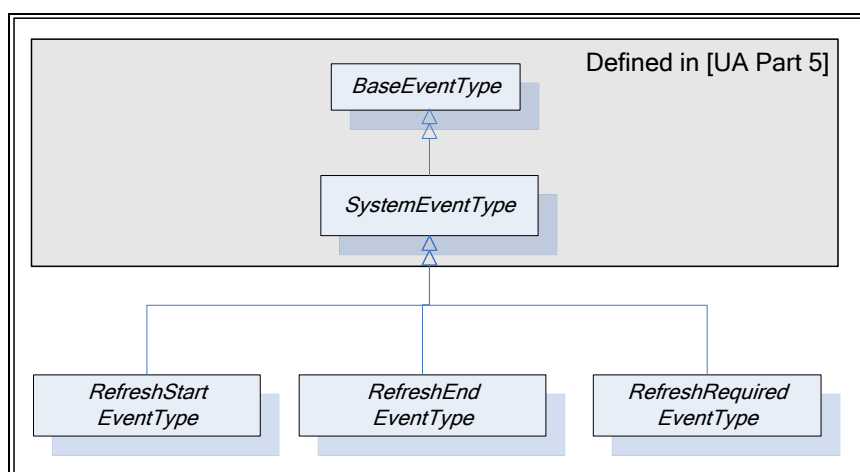 Defined in [UA Part 5]
BaseEventType
SystemEventType
RefreshStart
EventType
RefreshEnd
EventType
RefreshRequired
EventType